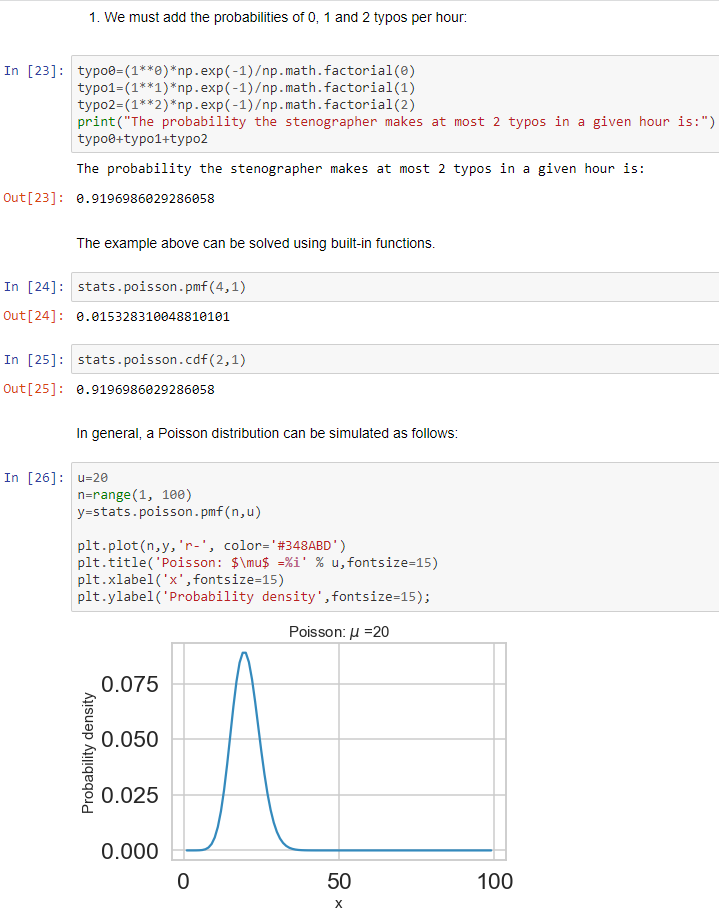 1. We must add the probabilities of 0, 1 and 2 typos per hour:
In [23]: typo0=(1**0)*np.exp(-1)/np.math.factorial(0)
typo1=(1**1)*np.exp(-1)/np.math.factorial(1)
typo2=(1**2)*np.exp(-1)/np.math.factorial(2)
print("The probability the stenographer makes at most 2 typos in a given hour is:")
typo0+typo1+typo2
The probability the stenographer makes at most 2 typos in a given hour is:
Out[23]: 0.9196986029286058
The example above can be solved using built-in functions.
In [24]: stats.poisson.pmf(4,1)
Out[24]: 0.015328310048810101
In [25]: stats.poisson.cdf(2,1)
Out[25]: 0.9196986029286058
In general, a Poisson distribution can be simulated as follows:
In [26]: u=20
n=range(1, 100)
y=stats.poisson.pmf(n,u)
plt.plot(n,y,'r-', color='#348ABD')
plt.title('Poisson: $\mu$ =%i' % u,fontsize=15)
plt.xlabel('x',fontsize=15)
plt.ylabel('Probability density',fontsize=15);
Poisson: μ =20
Probability density
0.075
0.050
0.025
0.000
0 50 100
x